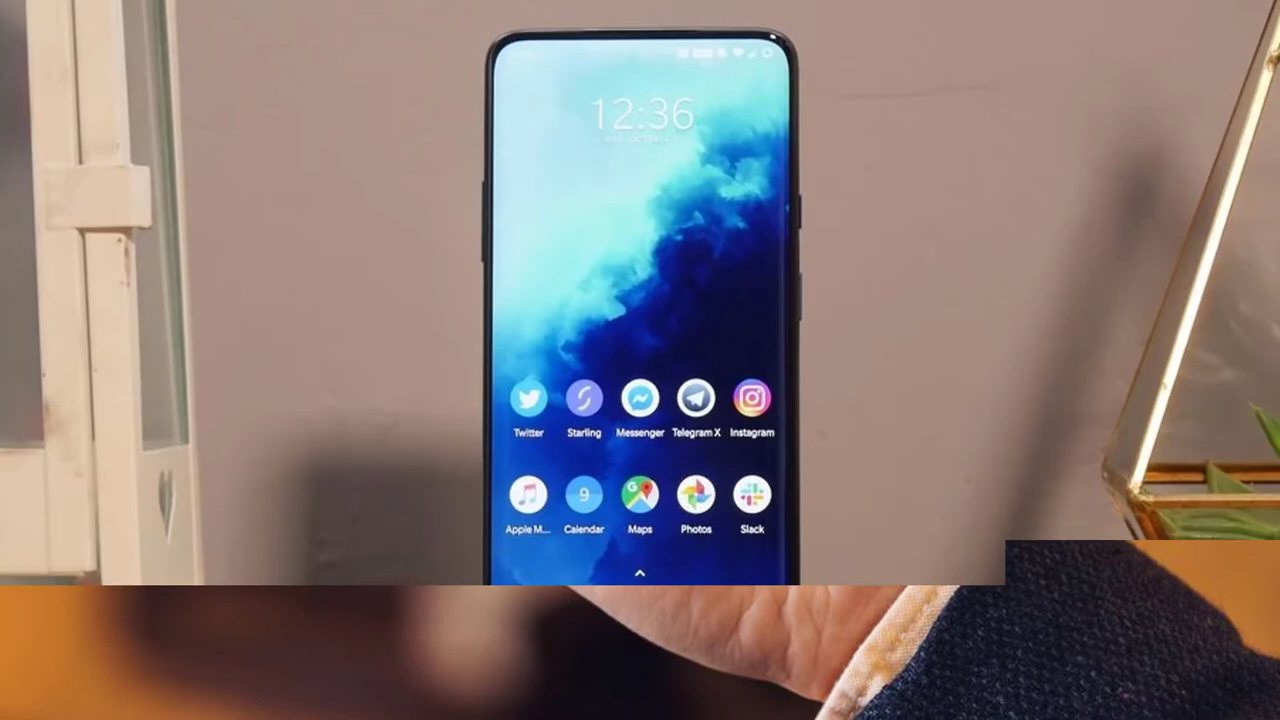 12:36
Twitter Starling Messenger Telegram X Instagram
9
Apple M... Calendar Maps Photos Slack